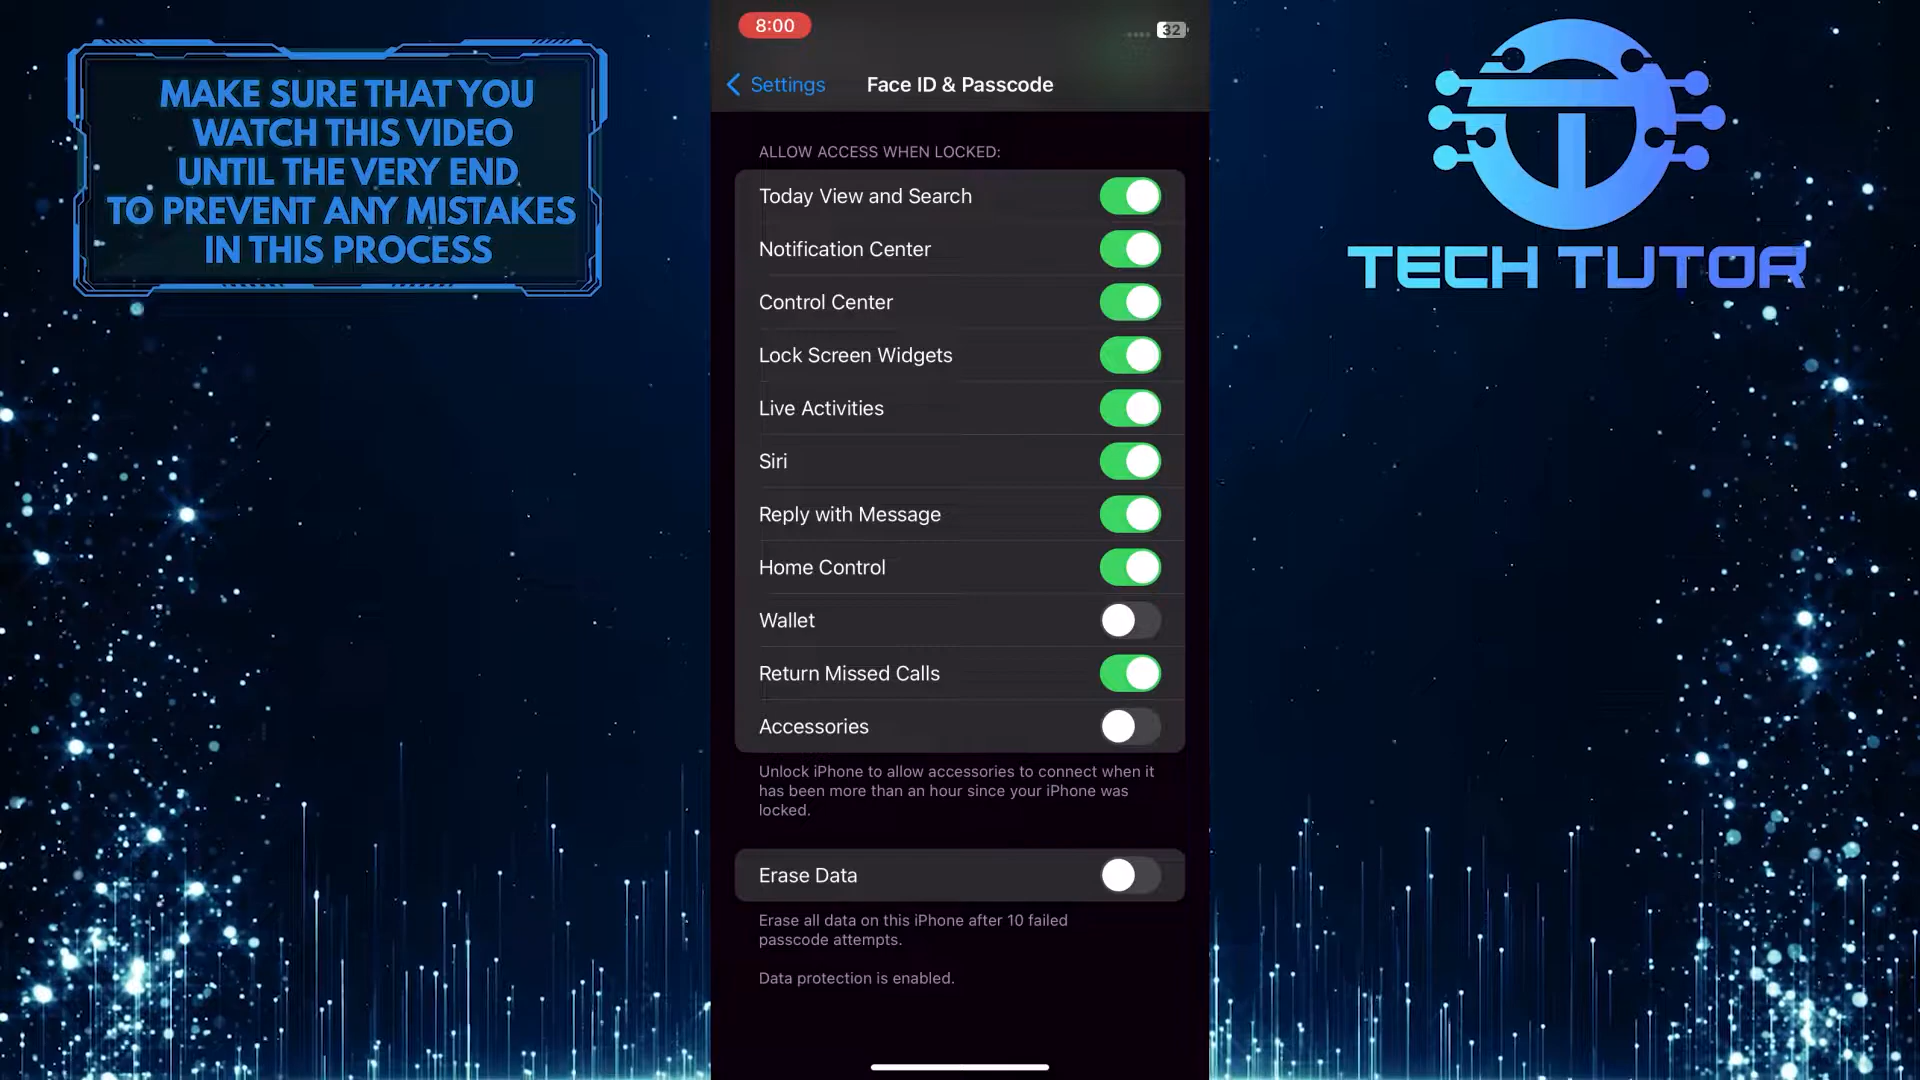 MAKE SURE THAT YOU
WATCH THIS VIDEO
UNTIL THE VERY END
TO PREVENT ANY MISTAKES
IN THIS PROCESS
8:00
32
Settings
Face ID & Passcode
ALLOW ACCESS WHEN LOCKED:
Today View and Search
Notification Center
Control Center
Lock Screen Widgets
Live Activities
Siri
Reply with Message
Home Control
Wallet
Return Missed Calls
Accessories
Unlock iPhone to allow accessories to connect when it
has been more than an hour since your iPhone was
locked.
Erase Data
Erase all data on this iPhone after 10 failed
passcode attempts.
Data protection is enabled.
TECH TUTOR